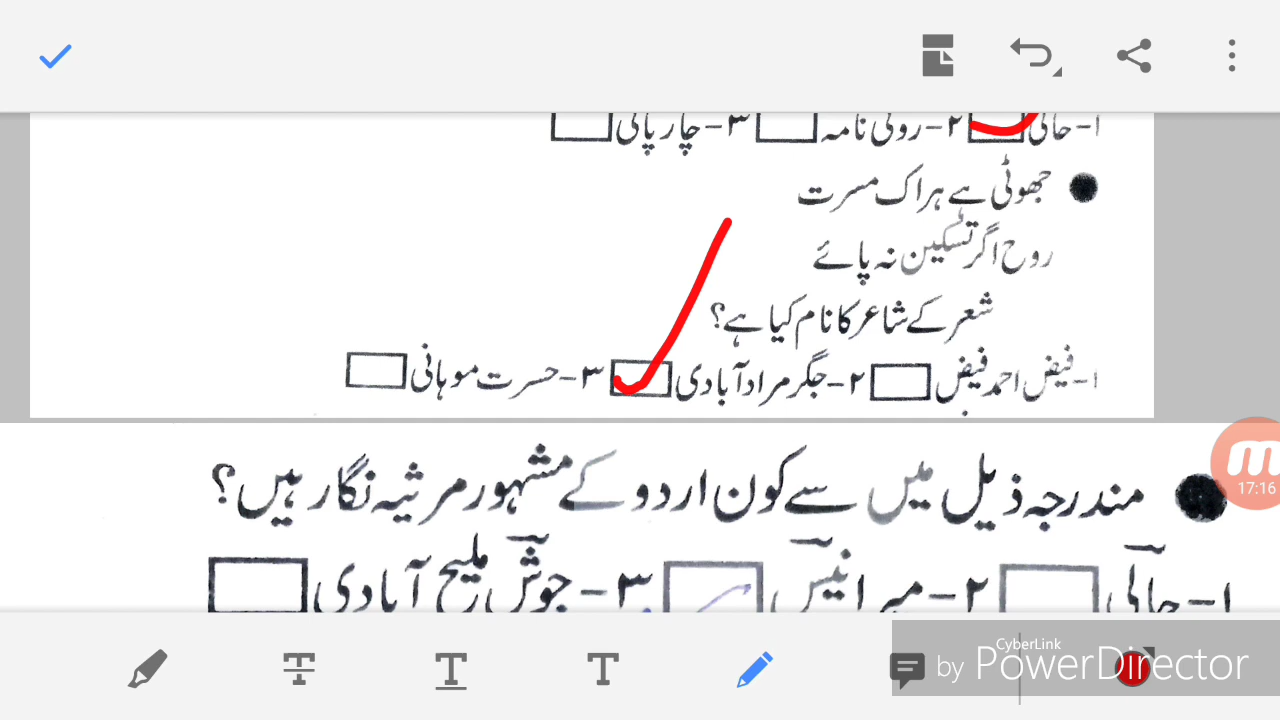 ۱- حالی ۲- روٹی نامہ ۳- چارپائی
جھوٹی ہے ہر اک مسرت
روح اگر تسکین نہ پائے
شعر کے شاعر کا نام کیا ہے؟
۱- فیض احمد فیض ۲- جگر مراد آبادی ۳- حسرت موہانی
مندرجہ ذیل میں سے کون اردو کے مشہور مرثیہ نگار ہیں؟
۱- حالی ۲- میر انیس ۳- جوش ملیح آبادی
17:16
T T T
by CyberLink PowerDirector